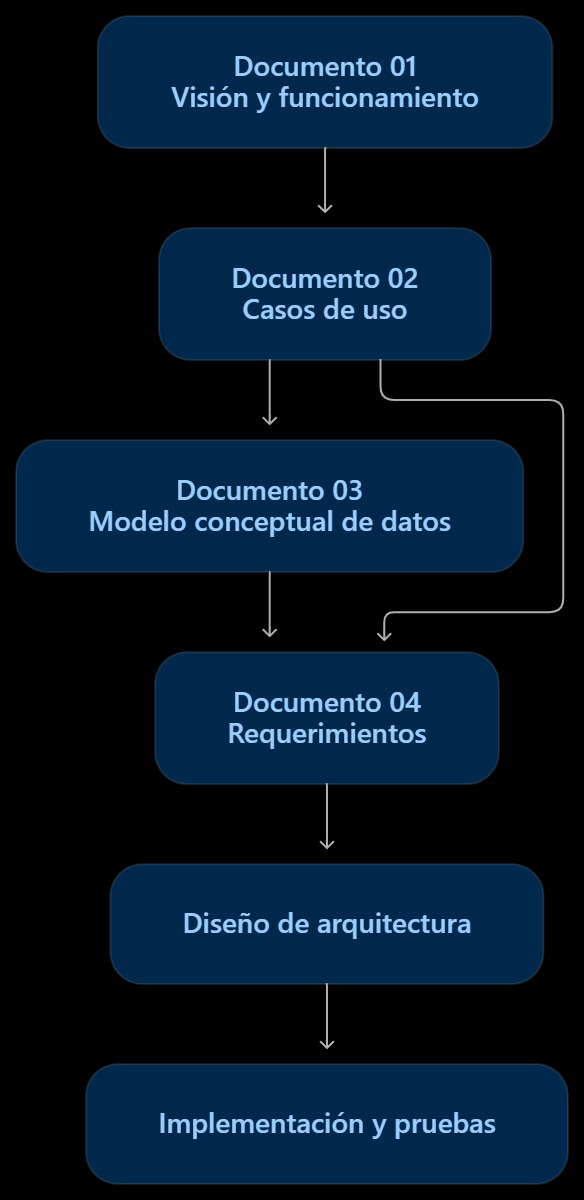 Documento 01
Visión y funcionamiento
Documento 02
Casos de uso
Documento 03
Modelo conceptual de datos
Documento 04
Requerimientos
Diseño de arquitectura
Implementación y pruebas